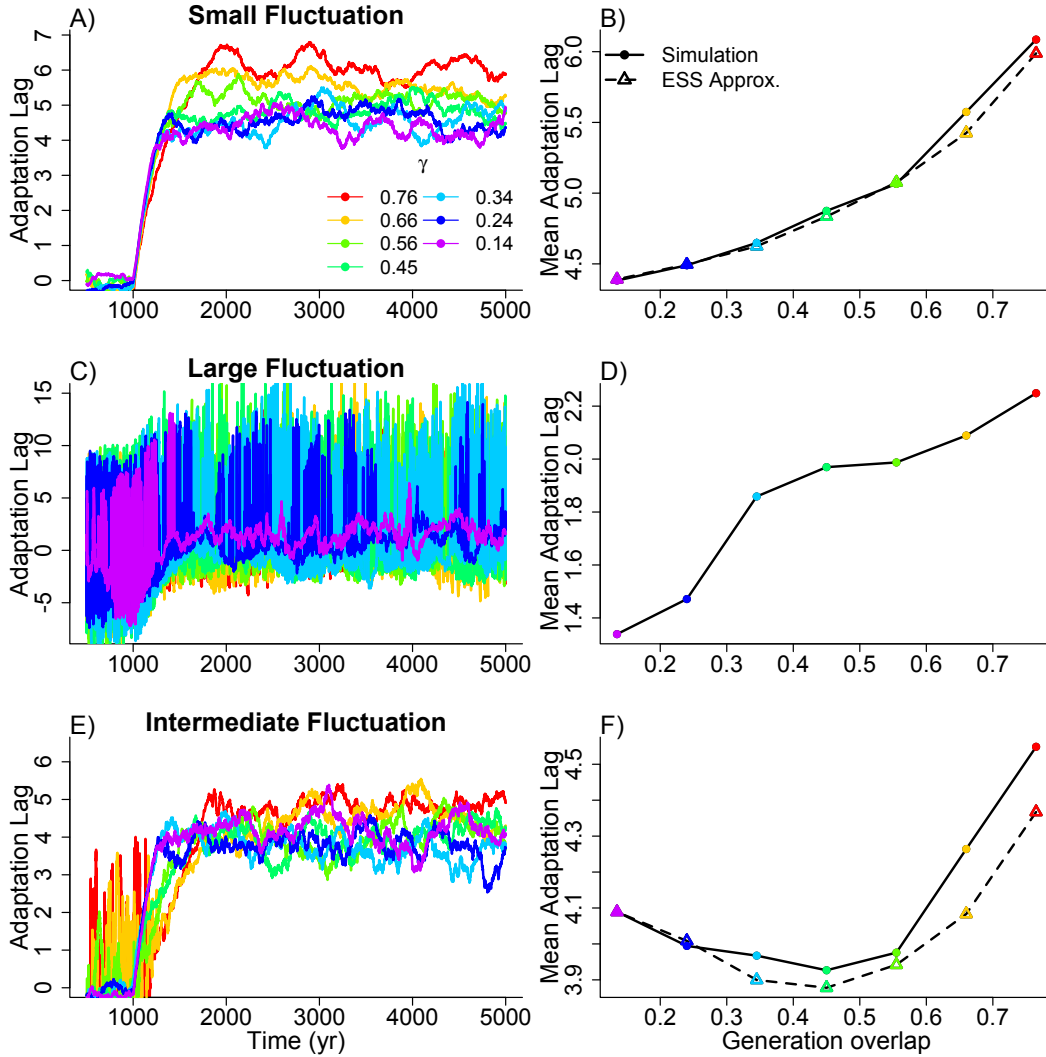 A) Small Fluctuation
Adaptation Lag
7
6
5
4
3
2
1
0
γ
0.76 0.34
0.66 0.24
0.56 0.14
0.45
1000 2000 3000 4000 5000
B)
Mean Adaptation Lag
6.0
5.5
5.0
4.5
Simulation
ESS Approx.
0.2 0.3 0.4 0.5 0.6 0.7
C) Large Fluctuation
Adaptation Lag
15
10
5
0
-5
1000 2000 3000 4000 5000
D)
Mean Adaptation Lag
2.2
2.0
1.8
1.6
1.4
0.2 0.3 0.4 0.5 0.6 0.7
E) Intermediate Fluctuation
Adaptation Lag
6
5
4
3
2
1
0
1000 2000 3000 4000 5000
Time (yr)
F)
Mean Adaptation Lag
4.5
4.3
4.1
3.9
0.2 0.3 0.4 0.5 0.6 0.7
Generation overlap